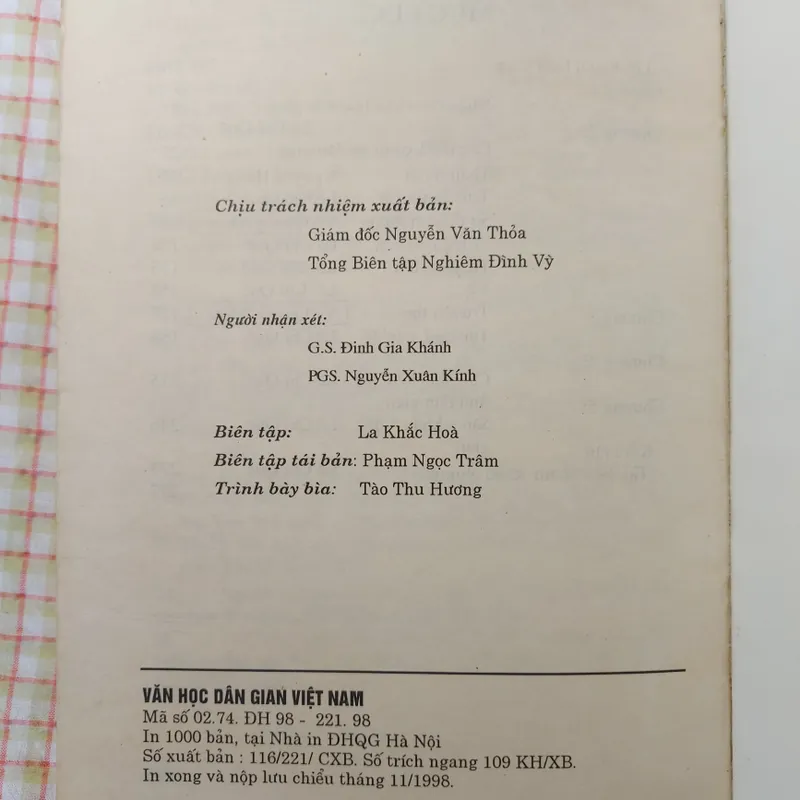 Chịu trách nhiệm xuất bản:
Giám đốc Nguyễn Văn Thỏa
Tổng Biên tập Nghiêm Đình Vỹ
Người nhận xét:
G.S. Đinh Gia Khánh
PGS. Nguyễn Xuân Kính
Biên tập: La Khắc Hoà
Biên tập tái bản: Phạm Ngọc Trâm
Trình bày bìa: Tào Thu Hương
VĂN HỌC DÂN GIAN VIỆT NAM
Mã số 02.74. ĐH 98 - 221. 98
In 1000 bản, tại Nhà in ĐHQG Hà Nội
Số xuất bản : 116/221/ CXB. Số trích ngang 109 KH/XB.
In xong và nộp lưu chiểu tháng 11/1998.